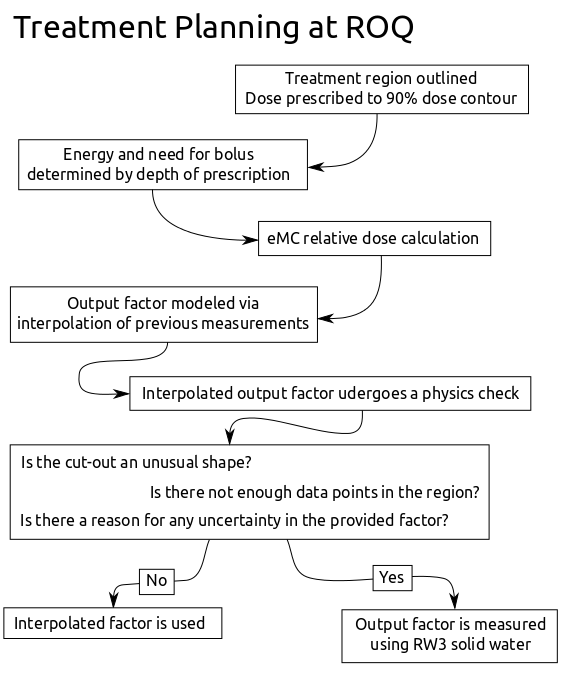 Treatment Planning at ROQ
Treatment region outlined
Dose prescribed to 90% dose contour
Energy and need for bolus
determined by depth of prescription
eMC relative dose calculation
Output factor modeled via
interpolation of previous measurements
Interpolated output factor udergoes a physics check
Is the cut-out an unusual shape?
Is there not enough data points in the region?
Is there a reason for any uncertainty in the provided factor?
No
Yes
Interpolated factor is used
Output factor is measured
using RW3 solid water